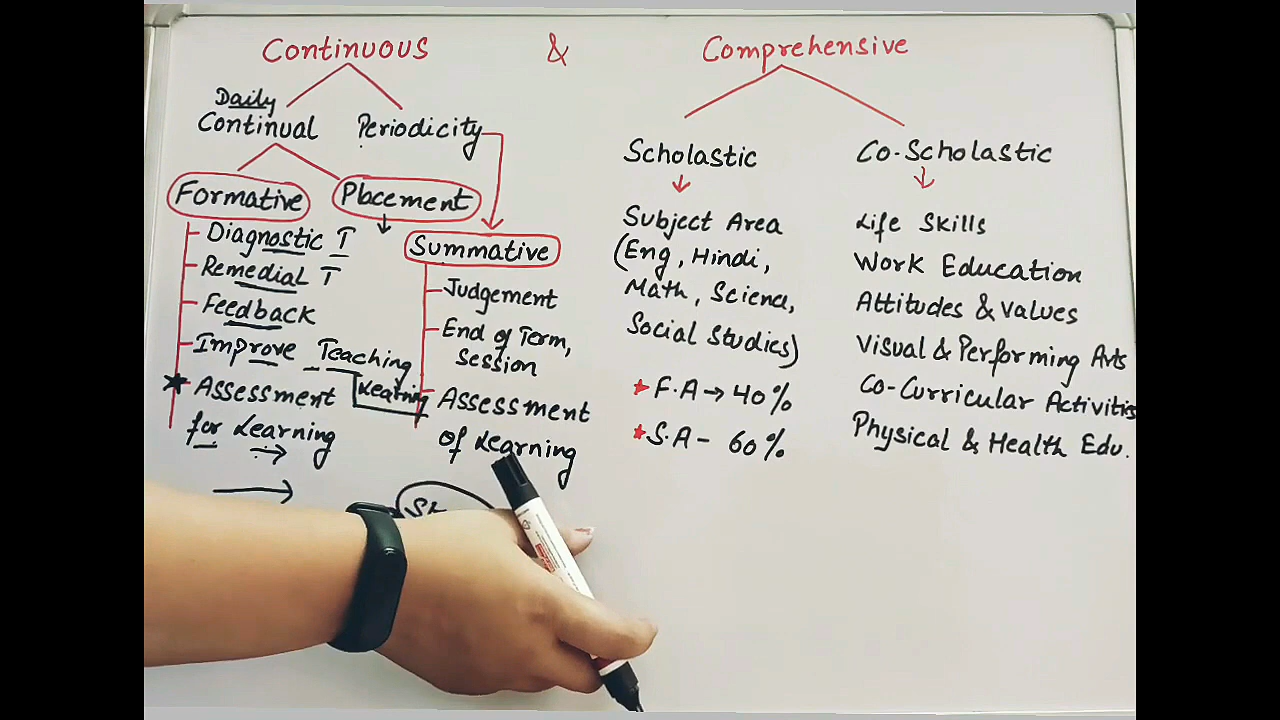 Continuous & Comprehensive
Daily
Continual Periodicity
Formative Placement
Diagnostic T
Remedial T
Feedback
Improve Teaching
Learning
Assessment
for Learning
Summative
Judgement
End of Term,
Session
Assessment
of Learning
Scholastic
Subject Area
(Eng, Hindi,
Math, Science,
Social Studies)
F.A → 40%
S.A - 60%
Co-Scholastic
Life Skills
Work Education
Attitudes & Values
Visual & Performing Arts
Co-Curricular Activities
Physical & Health Edu.